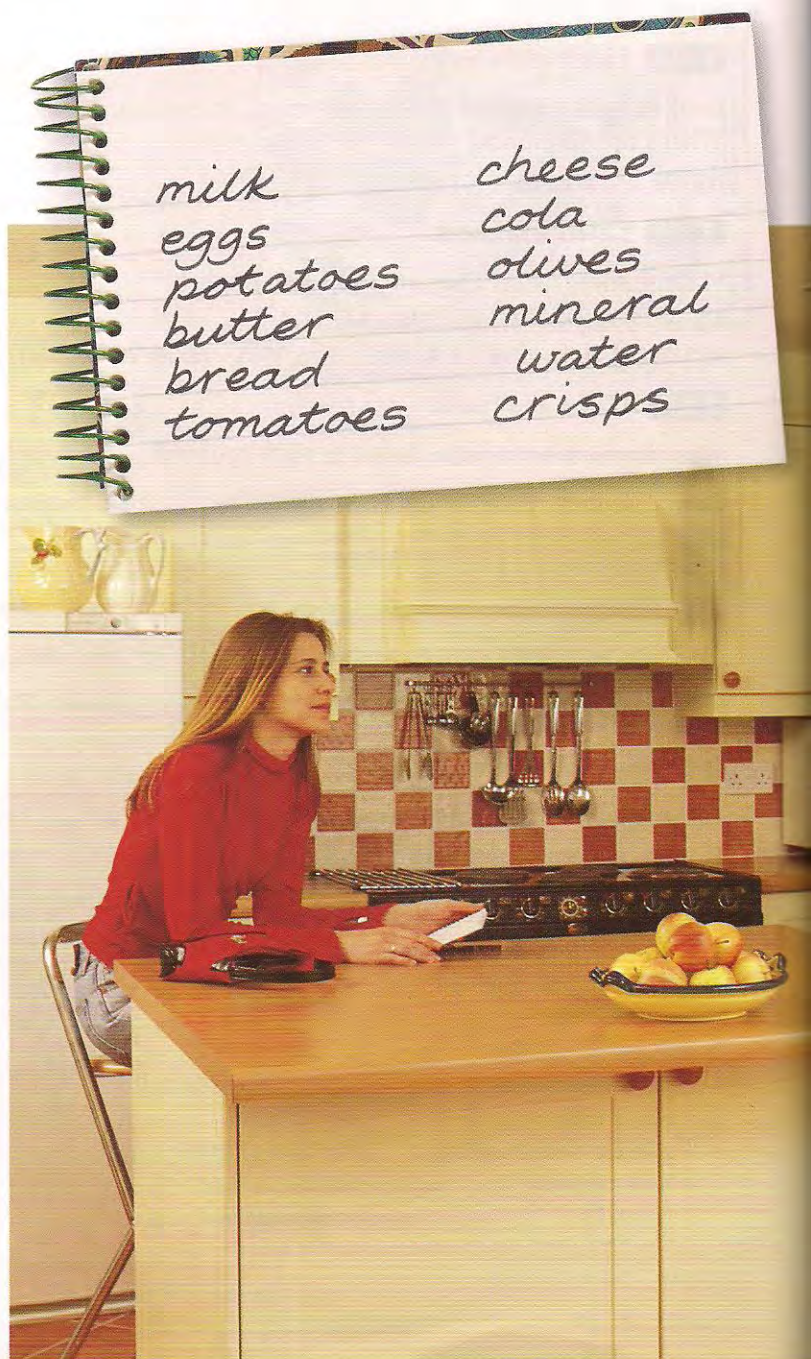 milk
eggs
potatoes
butter
bread
tomatoes
cheese
cola
olives
mineral
water
crisps